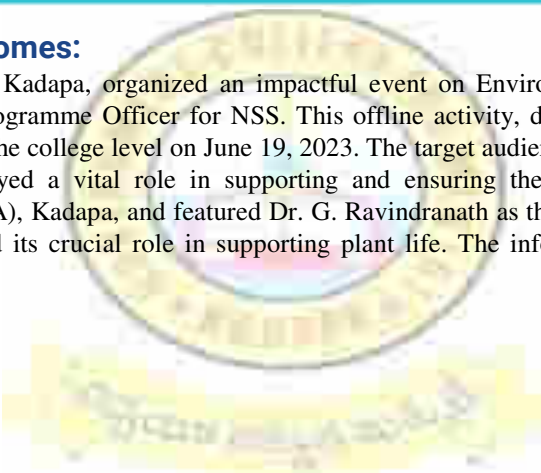 omes:
Kadapa, organized an impactful event on Enviro
ogramme Officer for NSS. This offline activity, d
he college level on June 19, 2023. The target audien
yed a vital role in supporting and ensuring the
A), Kadapa, and featured Dr. G. Ravindranath as th
l its crucial role in supporting plant life. The info